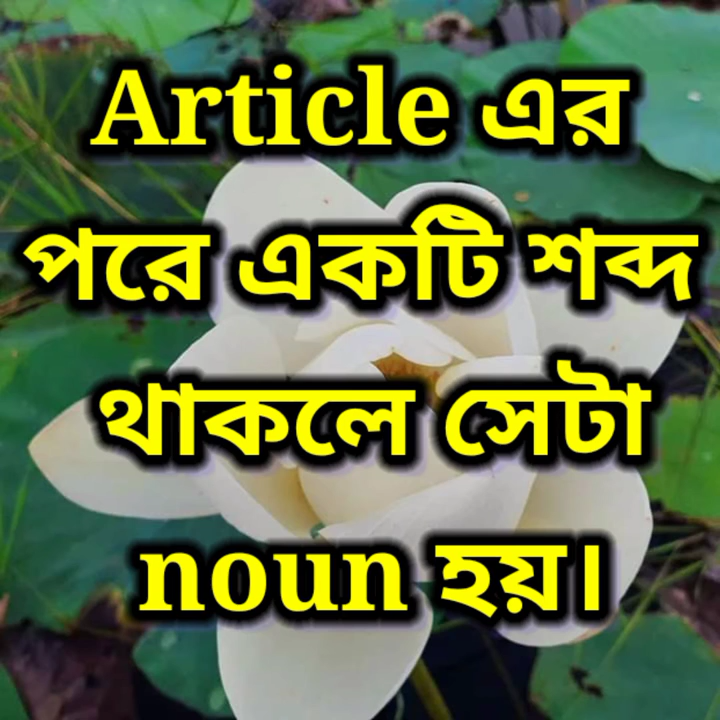 Article এর
পরে একটি শব্দ
থাকলে সেটা
noun হয়।